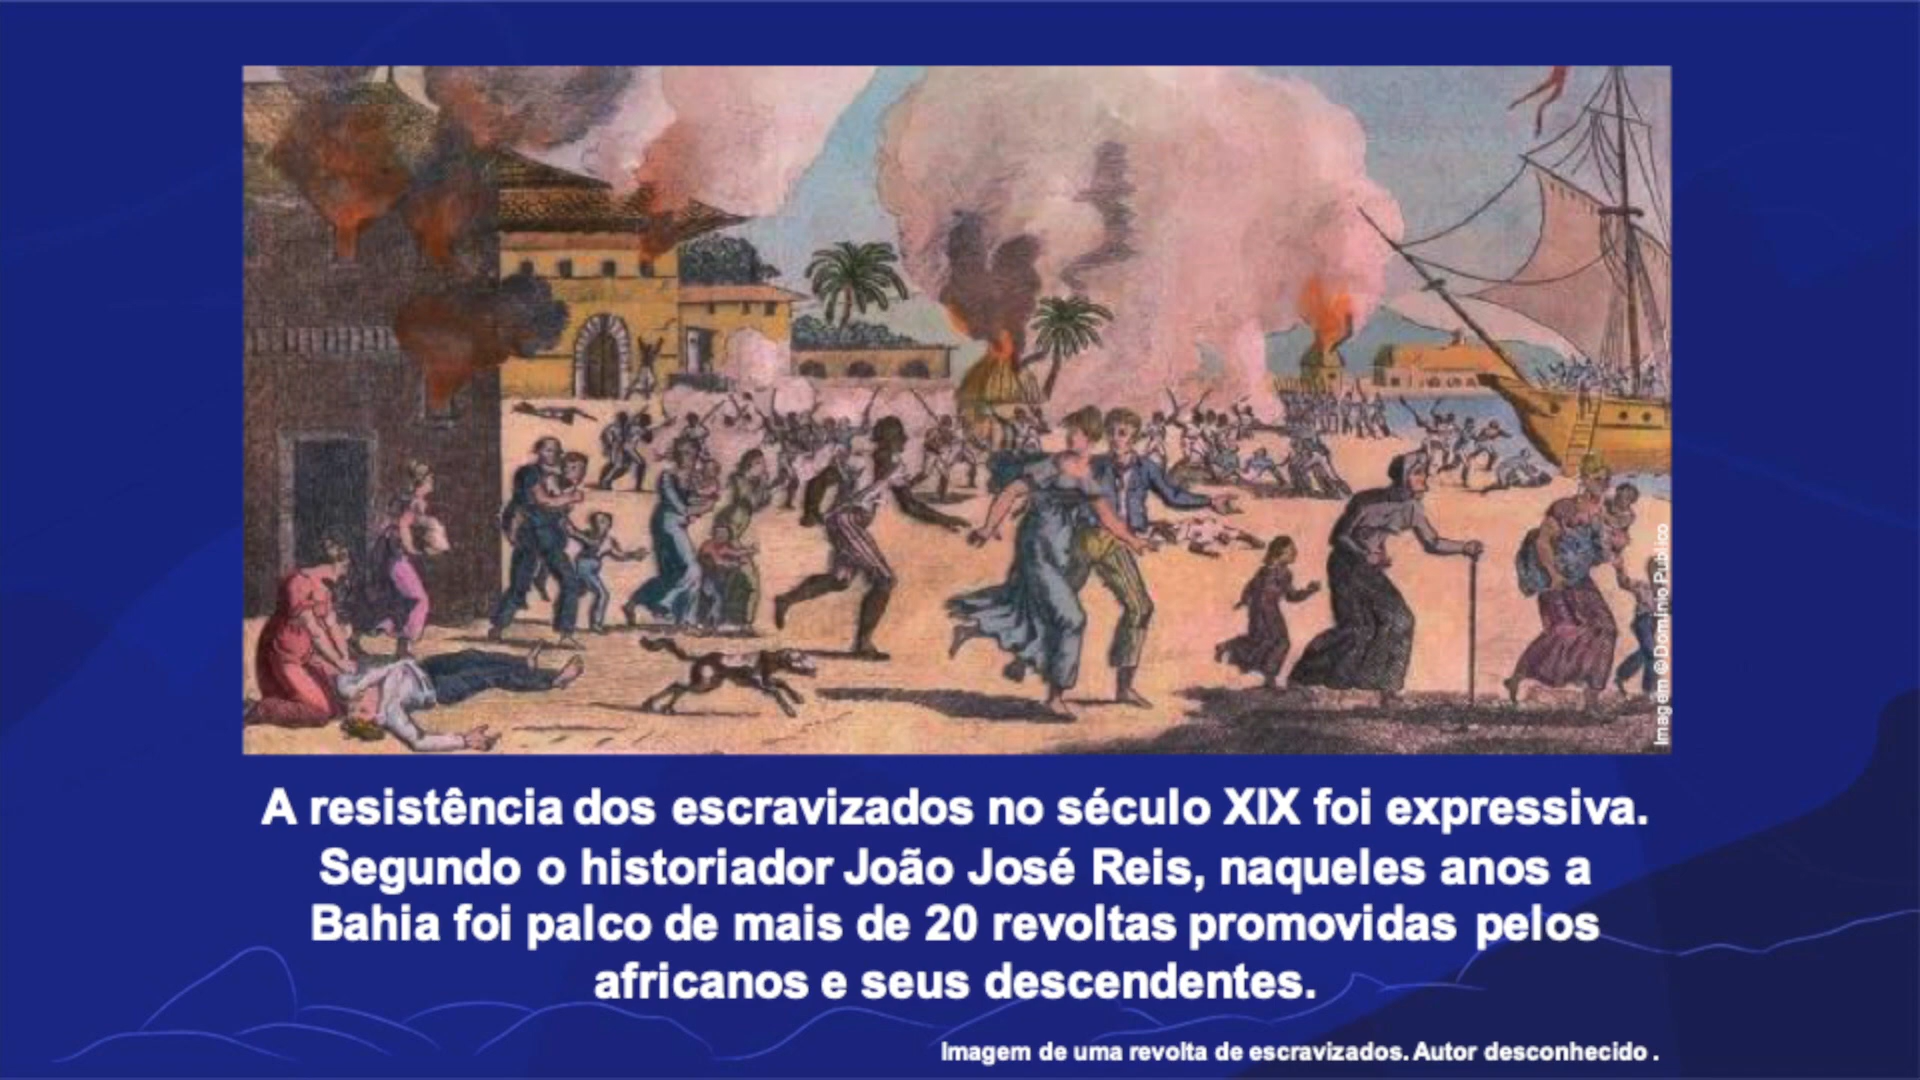 Imagem © Domínio Público
A resistência dos escravizados no século XIX foi expressiva.
Segundo o historiador João José Reis, naqueles anos a
Bahia foi palco de mais de 20 revoltas promovidas pelos
africanos e seus descendentes.
Imagem de uma revolta de escravizados. Autor desconhecido .